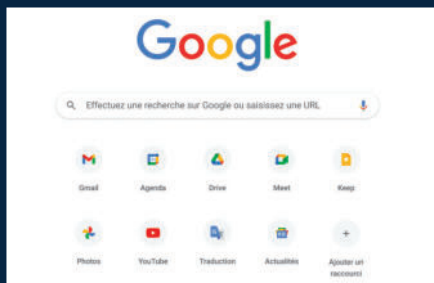 Google
Effectuez une recherche sur Google ou saisissez une URL
Gmail Agenda Drive Meet Keep
Photos YouTube Traduction Actualités Ajouter un
raccourci